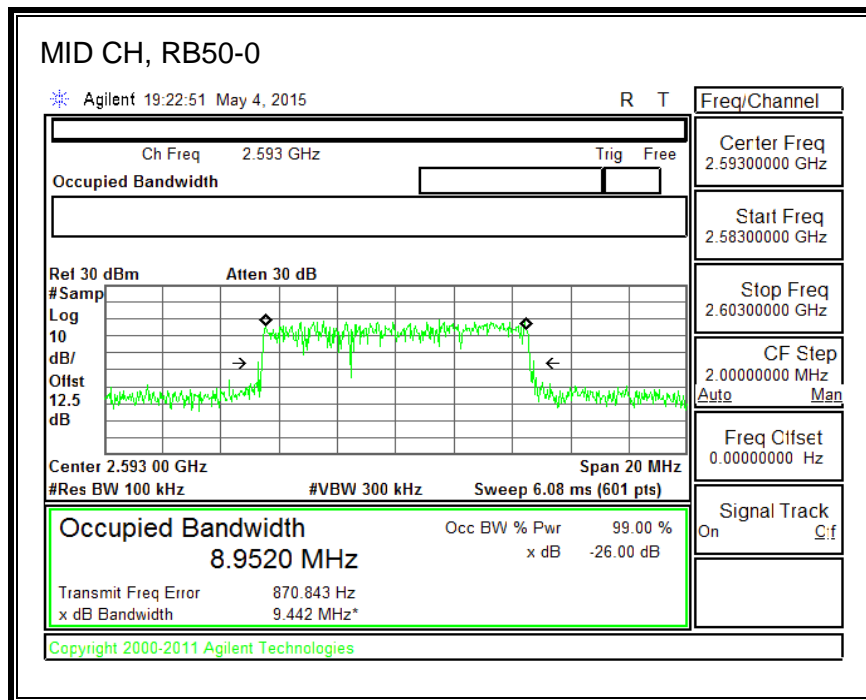 MID CH, RB50-0
Agilent 19:22:51 May 4, 2015 R T
Freq/Channel
Ch Freq 2.593 GHz Trig Free
Occupied Bandwidth
Center Freq
2.59300000 GHz
Start Freq
2.58300000 GHz
Stop Freq
2.60300000 GHz
CF Step
2.00000000 MHz
Auto Man
Freq Offset
0.00000000 Hz
Signal Track
On Off
Ref 30 dBm Atten 30 dB
#Samp
Log
10
dB/
Offst
12.5
dB
Center 2.593 00 GHz Span 20 MHz
#Res BW 100 kHz #VBW 300 kHz Sweep 6.08 ms (601 pts)
Occupied Bandwidth
8.9520 MHz
Occ BW % Pwr 99.00 %
x dB -26.00 dB
Transmit Freq Error 870.843 Hz
x dB Bandwidth 9.442 MHz*
Copyright 2000-2011 Agilent Technologies